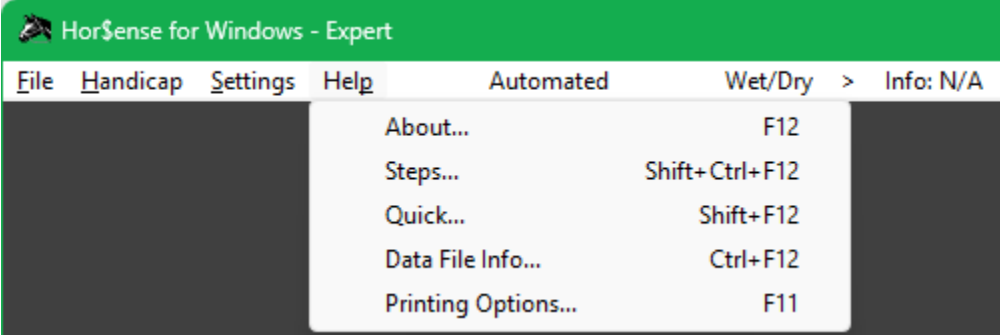 Hor$ense for Windows - Expert
File Handicap Settings Help Automated Wet/Dry > Info: N/A
About... F12
Steps... Shift+Ctrl+F12
Quick... Shift+F12
Data File Info... Ctrl+F12
Printing Options... F11